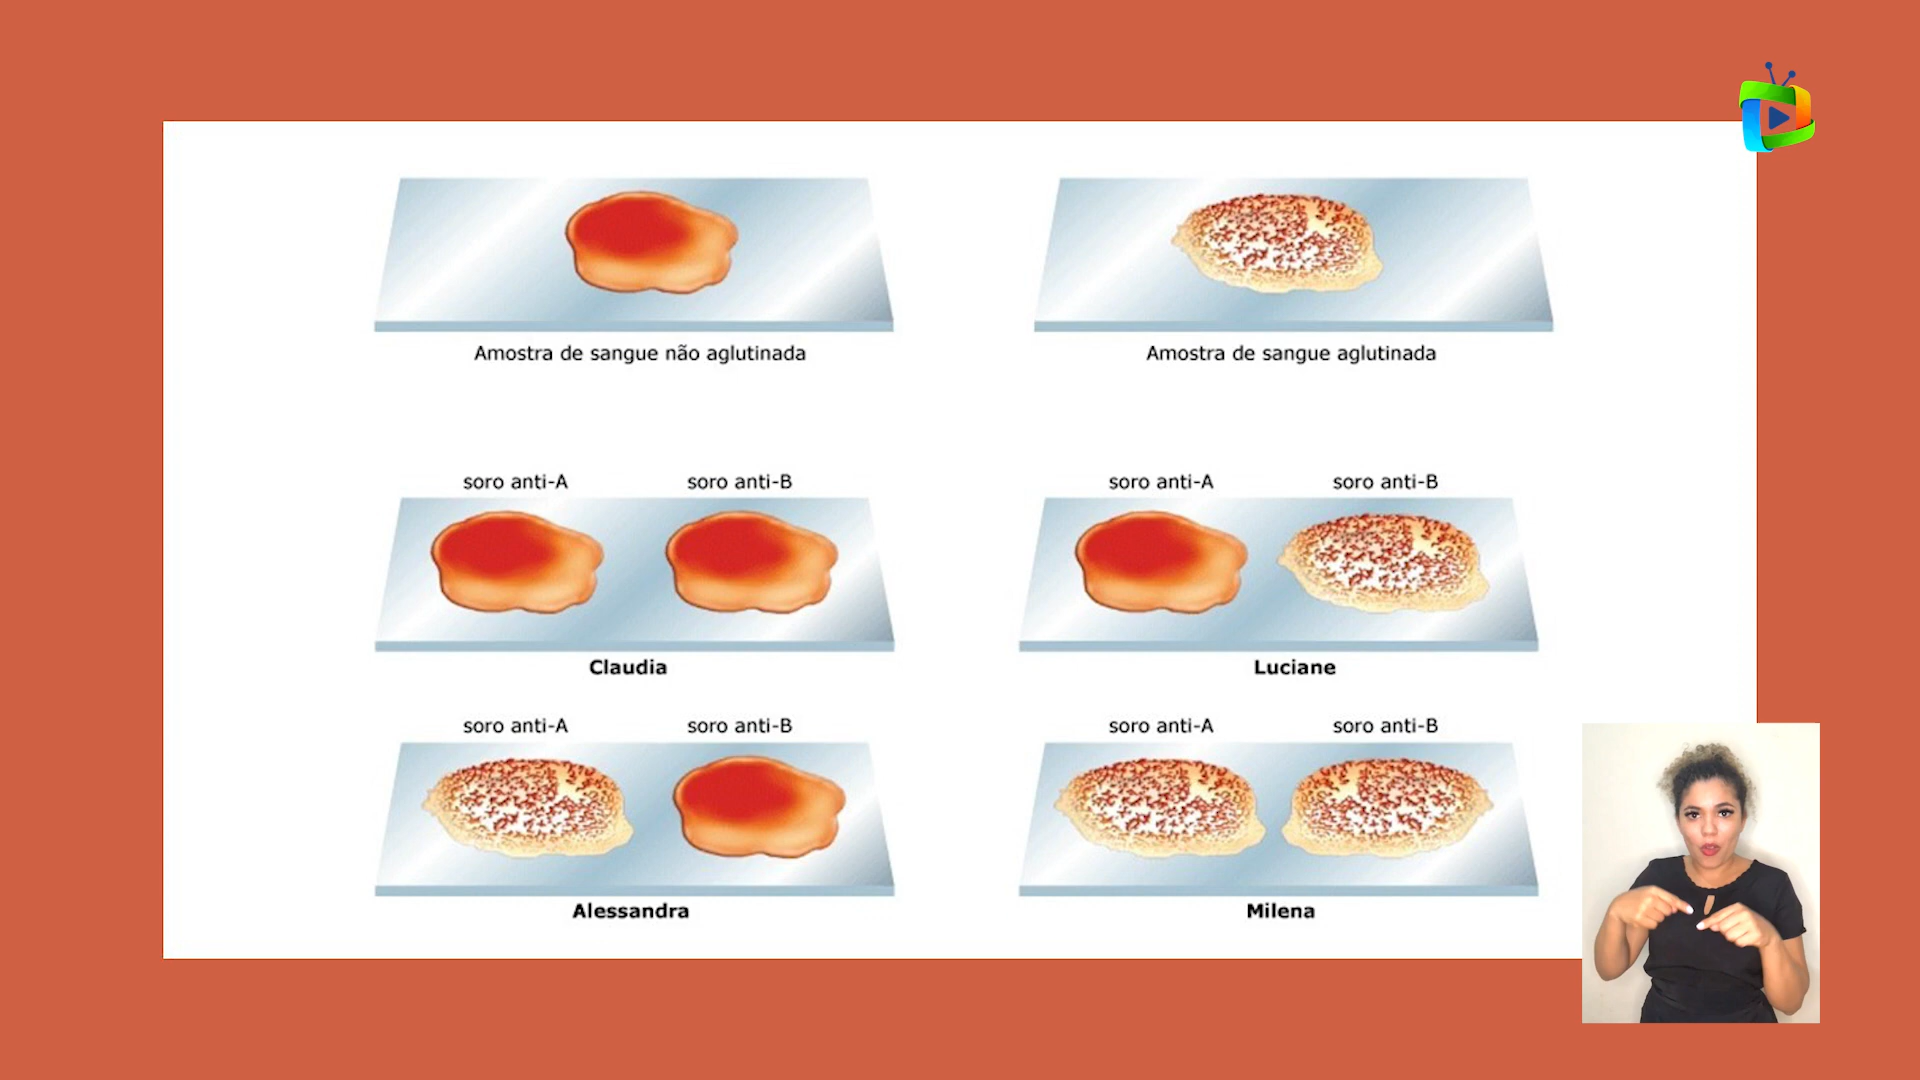 Amostra de sangue não aglutinada
Amostra de sangue aglutinada
soro anti-A
soro anti-B
soro anti-A
soro anti-B
Claudia
Luciane
soro anti-A
soro anti-B
soro anti-A
soro anti-B
Alessandra
Milena